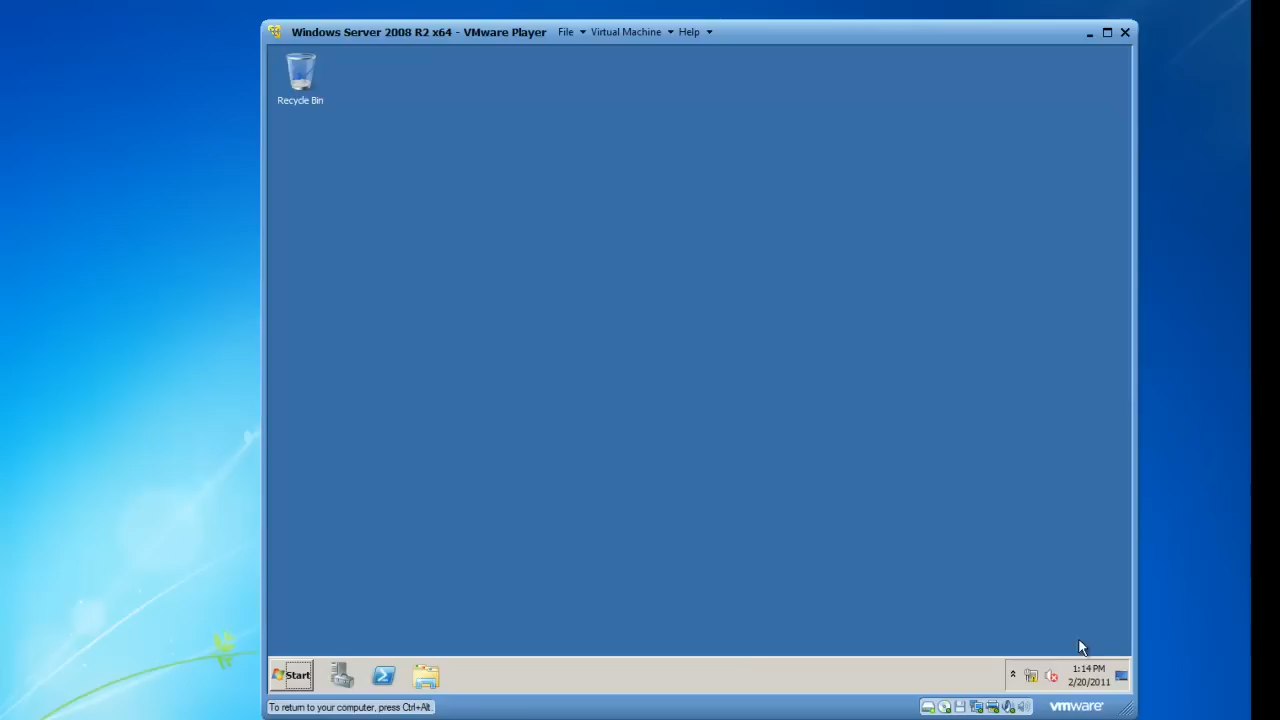 Windows Server 2008 R2 x64 - VMware Player File Virtual Machine Help
Recycle Bin
Start
1:14 PM
2/20/2011
To return to your computer, press Ctrl+Alt.
vmware